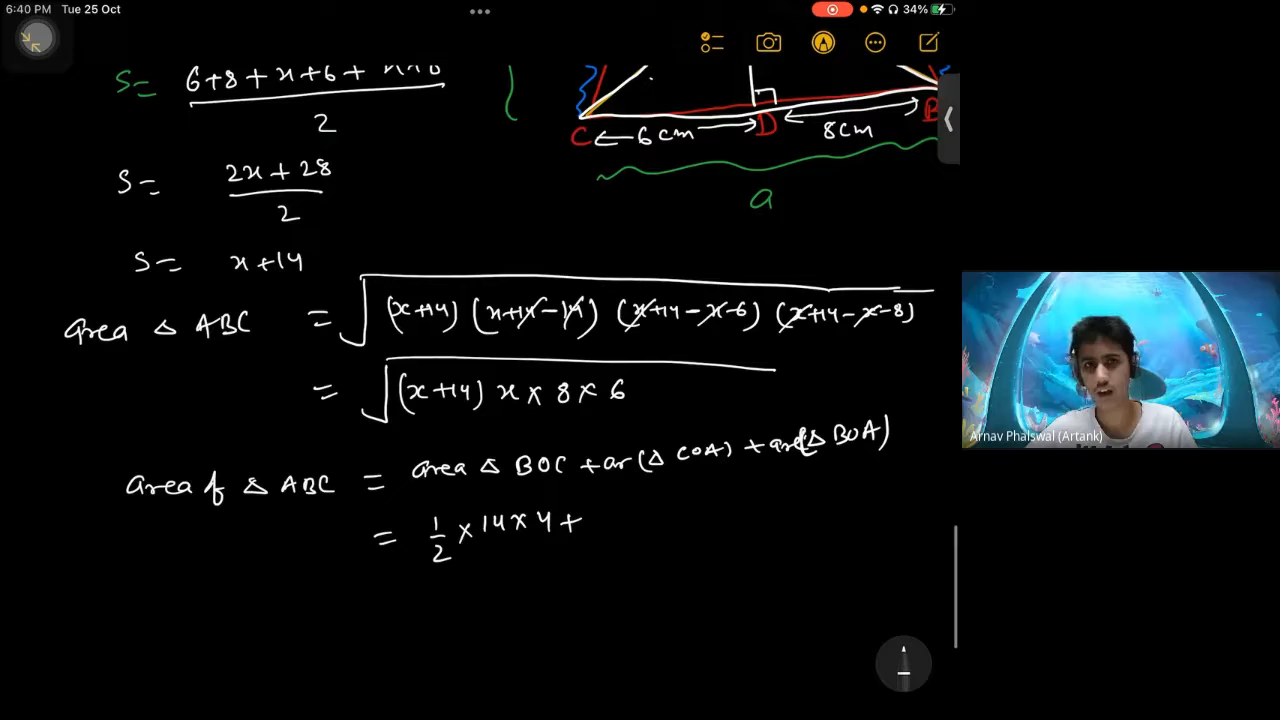 6:40 PM Tue 25 Oct
34%
S= 6+8+x+6+x+8
2
C 6cm D 8cm B
a
S= 2x+28
2
S= x+14
area △ ABC = √(x+14) (x+14-14) (x+14-x-6) (x+14-x-8)
= √(x+14) x × 8 × 6
area of △ ABC = area △ BOC + ar(△ COA) + ar(△ BOA)
= 1/2 × 14 × 4 +
Arnav Phalswal (Artank)